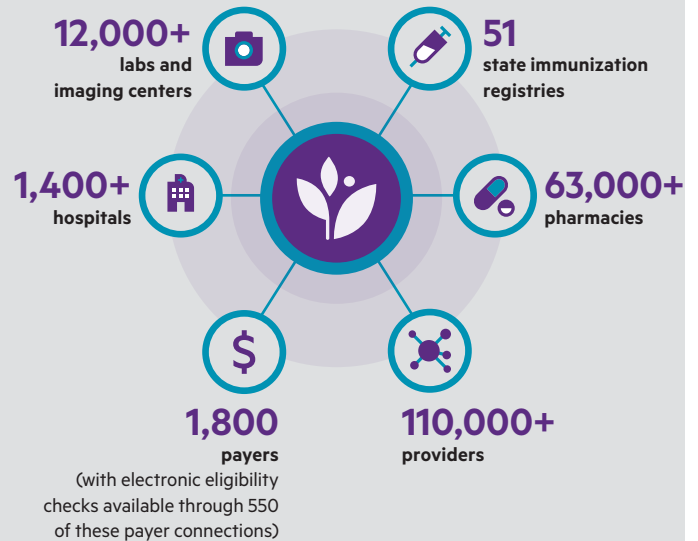 12,000+
labs and
imaging centers
51
state immunization
registries
1,400+
hospitals
63,000+
pharmacies
$
1,800
payers
(with electronic eligibility
checks available through 550
of these payer connections)
110,000+
providers